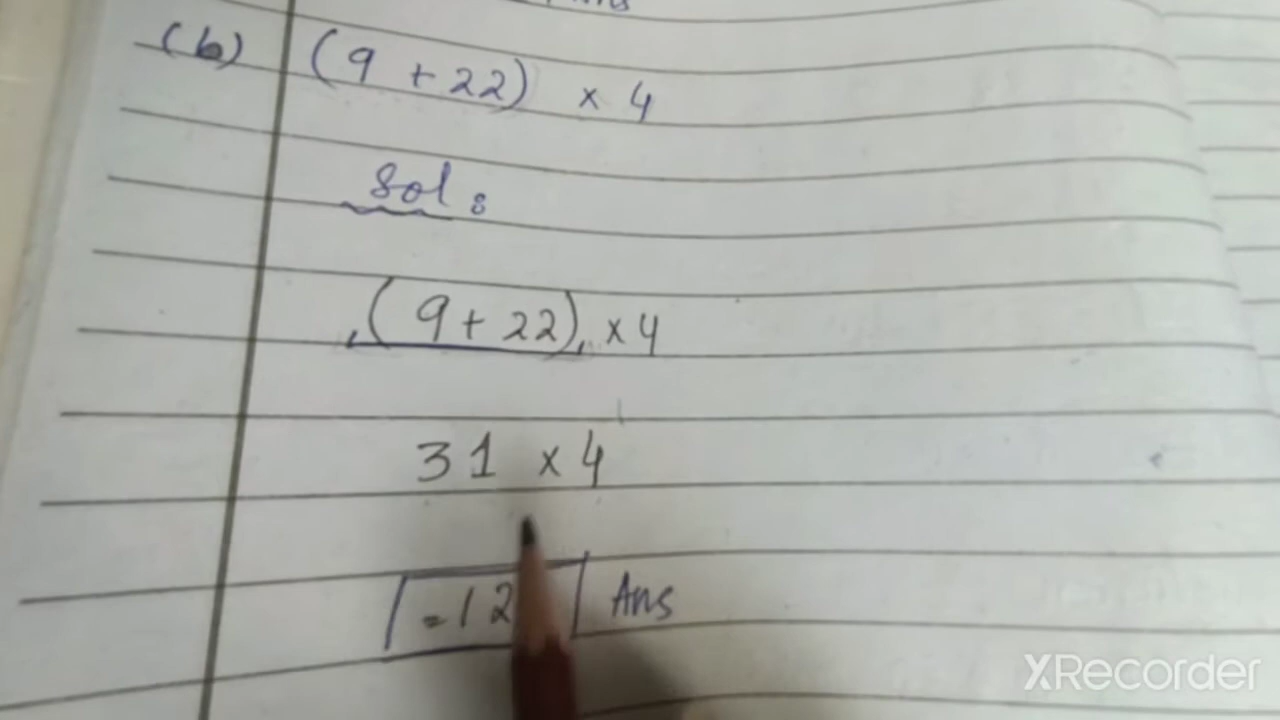 (b) (9 + 22) × 4
Sol:
(9 + 22) × 4
31 × 4
= 12 Ans
XRecorder